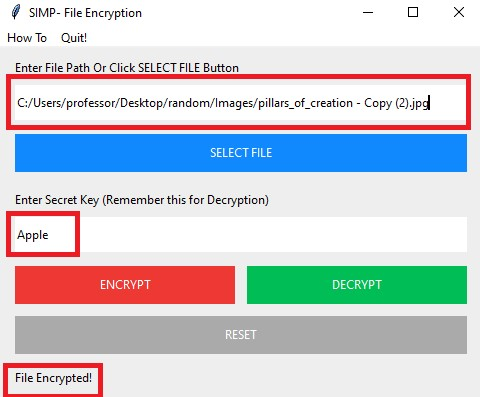 SIMP- File Encryption
How To Quit!
Enter File Path Or Click SELECT FILE Button
C:/Users/professor/Desktop/random/Images/pillars_of_creation - Copy (2).jpg
SELECT FILE
Enter Secret Key (Remember this for Decryption)
Apple
ENCRYPT DECRYPT
RESET
File Encrypted!